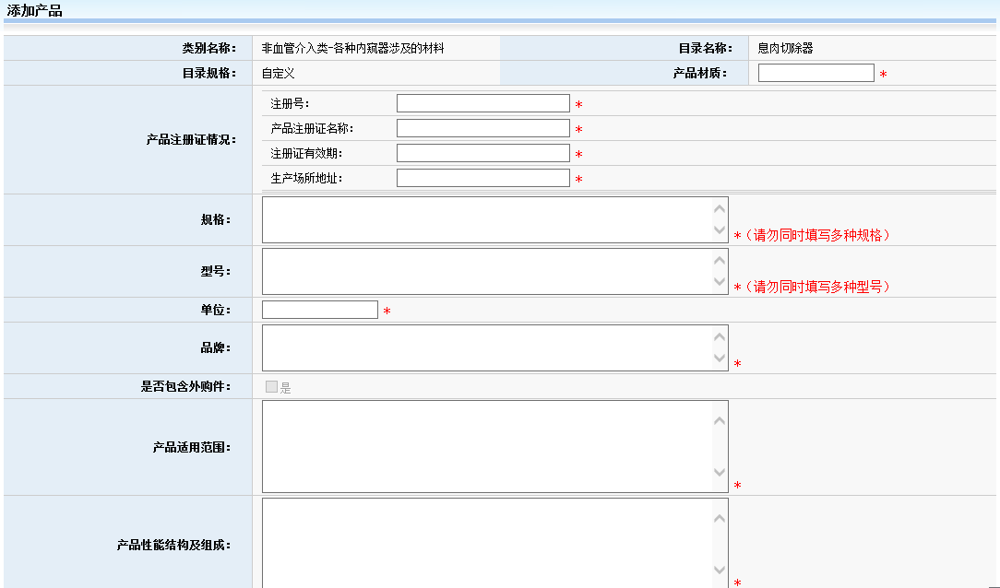 添加产品
类别名称： 非血管介入类-各种内窥器涉及的材料 目录名称： 息肉切除器
目录规格： 自定义 产品材质： *
产品注册证情况：
注册号： *
产品注册证名称： *
注册证有效期： *
生产场所地址： *
规格： *（请勿同时填写多种规格）
型号： *（请勿同时填写多种型号）
单位： *
品牌： *
是否包含外购件： 是
产品适用范围： *
产品性能结构及组成： *